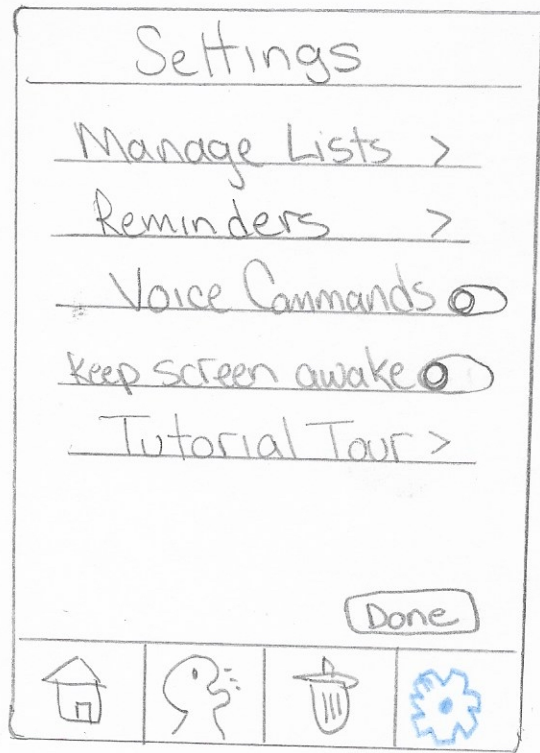 Settings
Manage Lists >
Reminders >
Voice Commands
Keep screen awake
Tutorial Tour >
Done